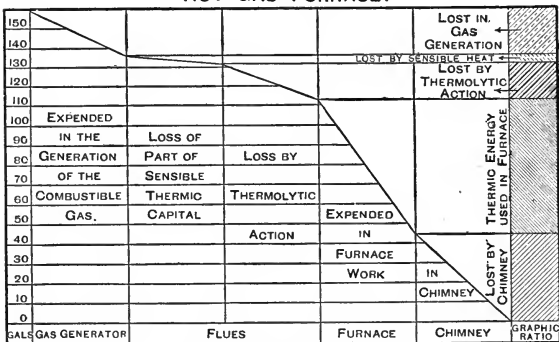 HOT GAS FURNACE.
150
140
130
120
110
100
90
80
70
60
50
40
30
20
10
0
EXPENDED
IN THE
GENERATION
OF THE
COMBUSTIBLE
GAS.
LOSS OF
PART OF
SENSIBLE
THERMIC
CAPITAL
LOSS BY
THERMOLYTIC
ACTION
EXPENDED
IN
FURNACE
WORK
IN
CHIMNEY
LOST IN.
GAS
GENERATION
LOST BY SENSIBLE HEAT
LOST BY
THERMOLYTIC
ACTION
THERMIC ENERGY
USED IN FURNACE
LOST BY
CHIMNEY
GALS GAS GENERATOR FLUES FURNACE CHIMNEY GRAPHIC
RATIO